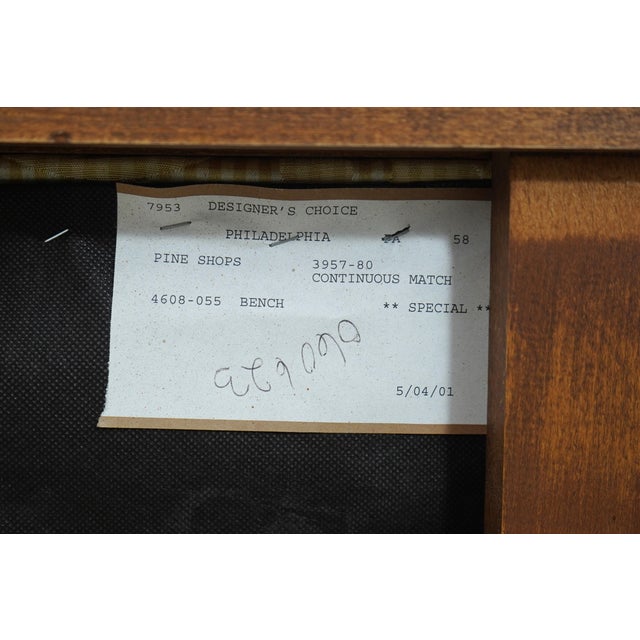 7953 DESIGNER'S CHOICE
PHILADELPHIA PA 58
PINE SHOPS 3957-80
CONTINUOUS MATCH
4608-055 BENCH ** SPECIAL **
5/04/01